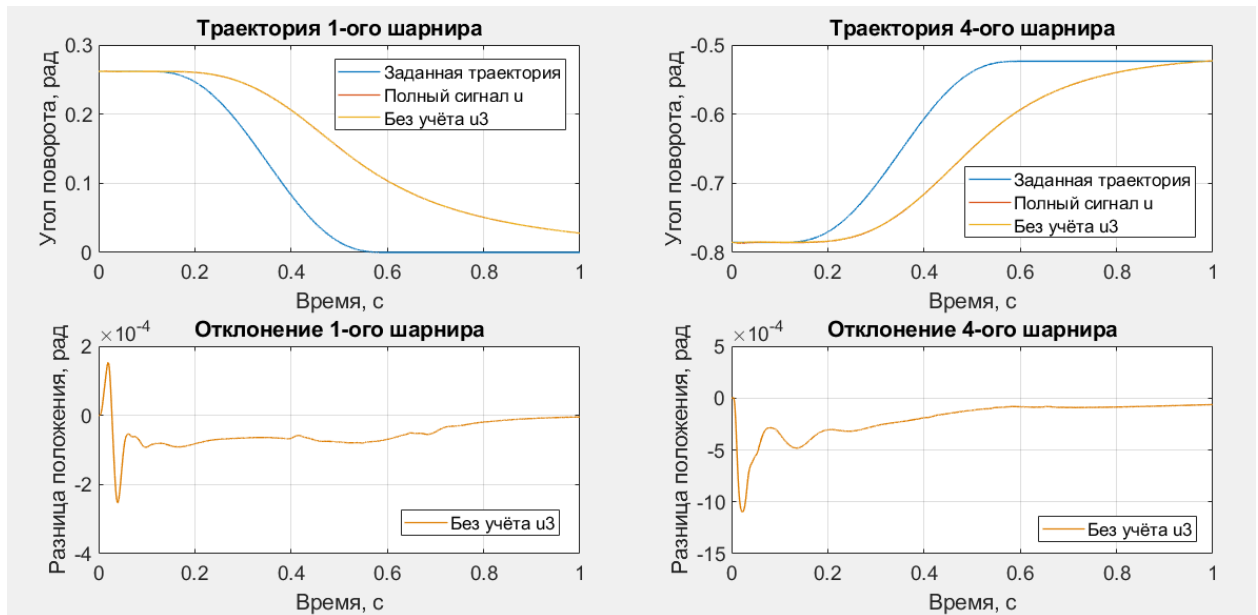 Траектория 1-ого шарнира
0.3
0.2
0.1
0
Угол поворота, рад
Заданная траектория
Полный сигнал u
Без учёта u3
0 0.2 0.4 0.6 0.8 1
Время, с
Траектория 4-ого шарнира
-0.5
-0.6
-0.7
-0.8
Угол поворота, рад
Заданная траектория
Полный сигнал u
Без учёта u3
0 0.2 0.4 0.6 0.8 1
Время, с
Отклонение 1-ого шарнира
×10⁻⁴
2
0
-2
-4
Разница положения, рад
Без учёта u3
0 0.2 0.4 0.6 0.8 1
Время, с
Отклонение 4-ого шарнира
×10⁻⁴
5
0
-5
-10
-15
Разница положения, рад
Без учёта u3
0 0.2 0.4 0.6 0.8 1
Время, с